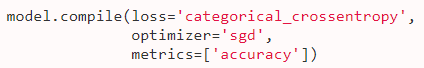 model.compile(loss='categorical_crossentropy',
              optimizer='sgd',
              metrics=['accuracy'])